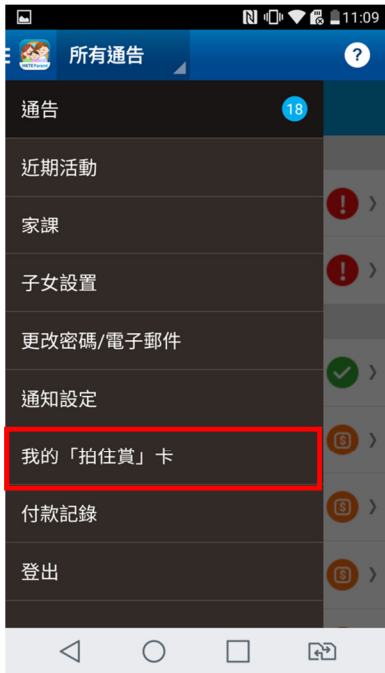 11:09
所有通告
?
通告
18
近期活動
家課
子女設置
更改密碼/電子郵件
通知設定
我的「拍住賞」卡
付款記錄
登出